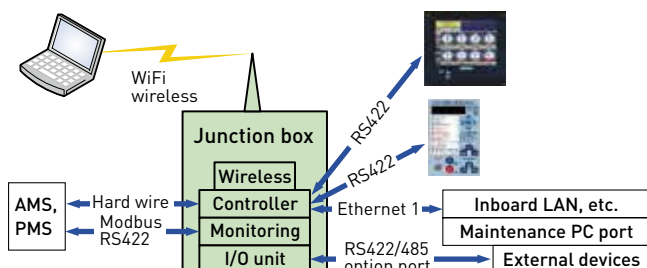 WiFi
wireless
Junction box
RS422
RS422
Wireless
AMS,
PMS
Hard wire
Controller
Ethernet 1
Inboard LAN, etc.
Modbus
RS422
Monitoring
Maintenance PC port
I/O unit
RS422/485
option port
External devices